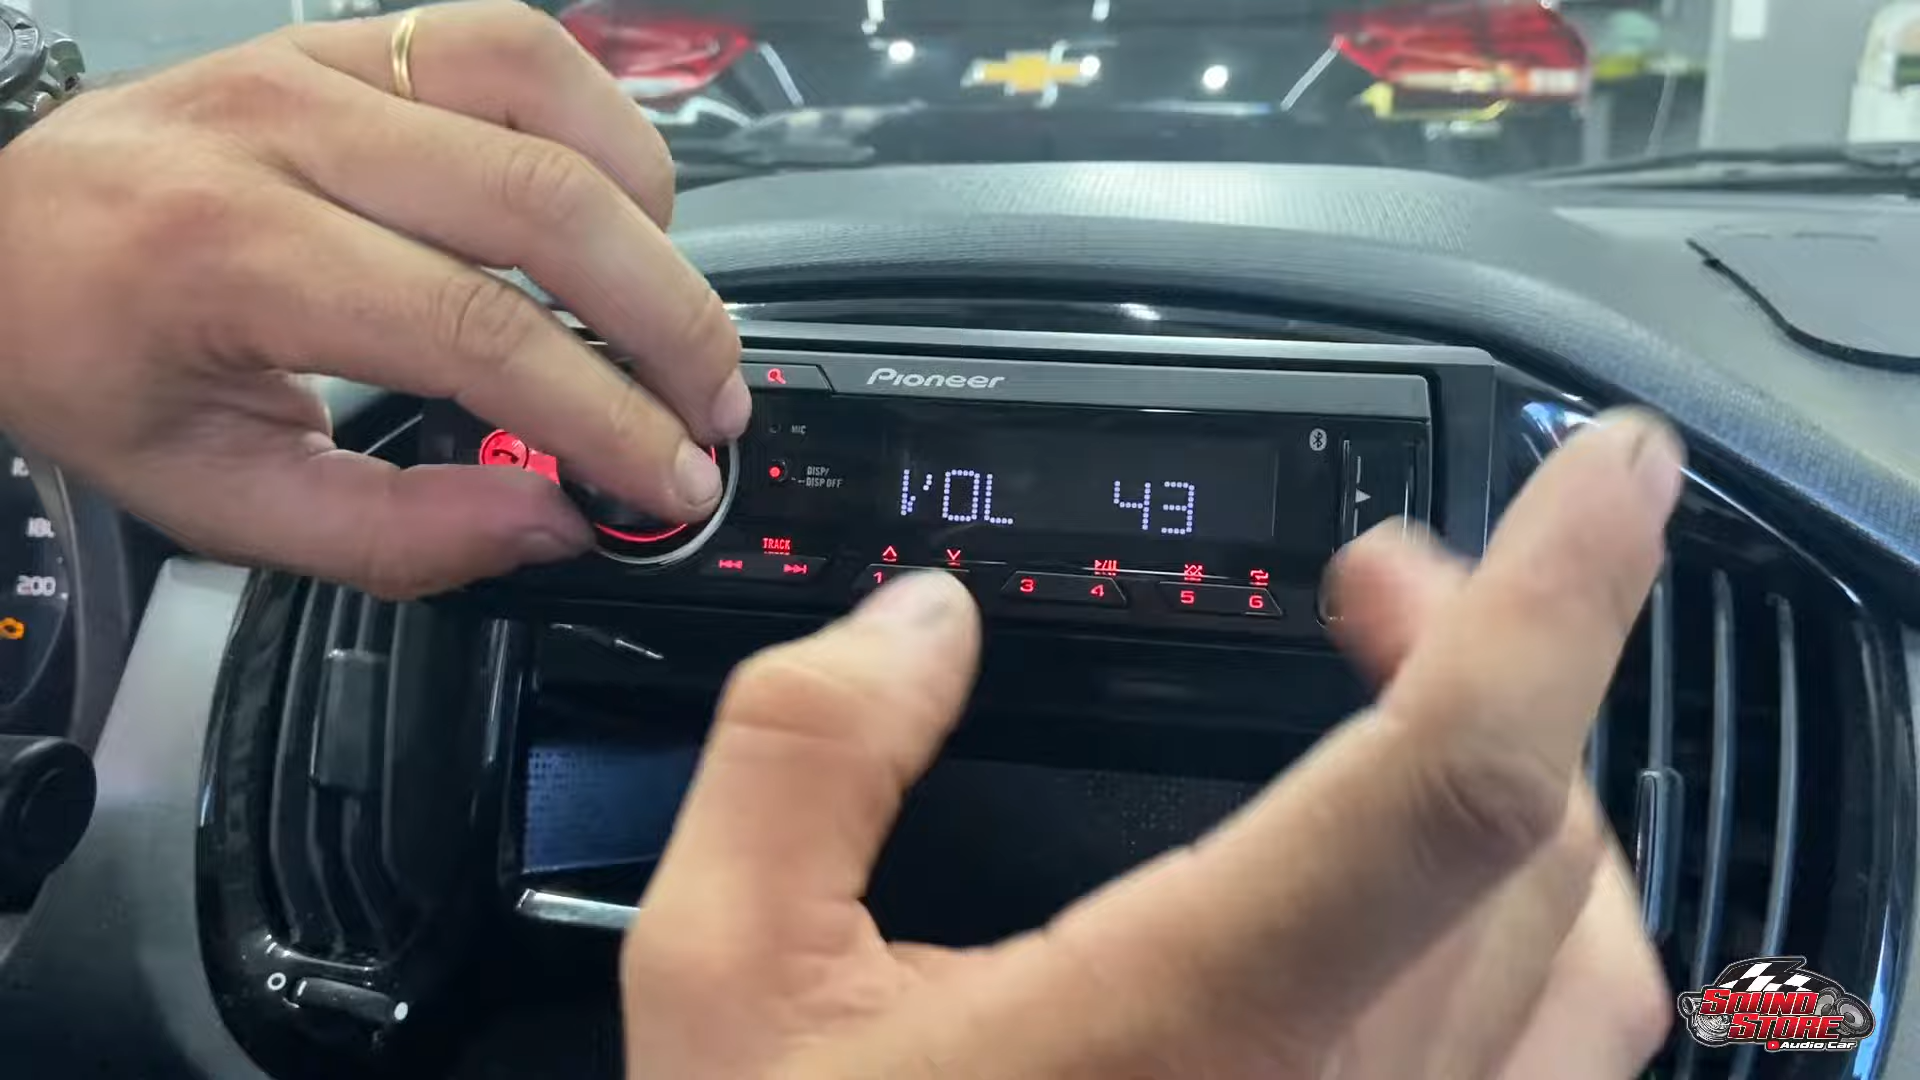 Pioneer
MIC
DISP/
DISP OFF
VOL 43
TRACK
1
3
4
5
6
200
SOUND
STORE
Audio Car